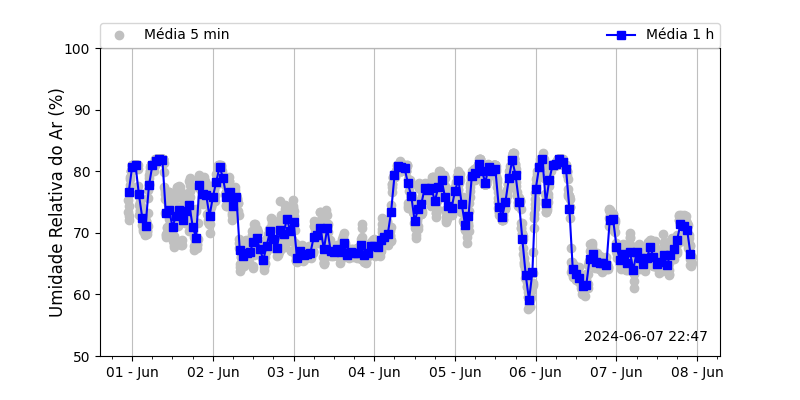 Média 5 min
Média 1 h
Umidade Relativa do Ar (%)
100
90
80
70
60
50
2024-06-07 22:47
01 - Jun
02 - Jun
03 - Jun
04 - Jun
05 - Jun
06 - Jun
07 - Jun
08 - Jun